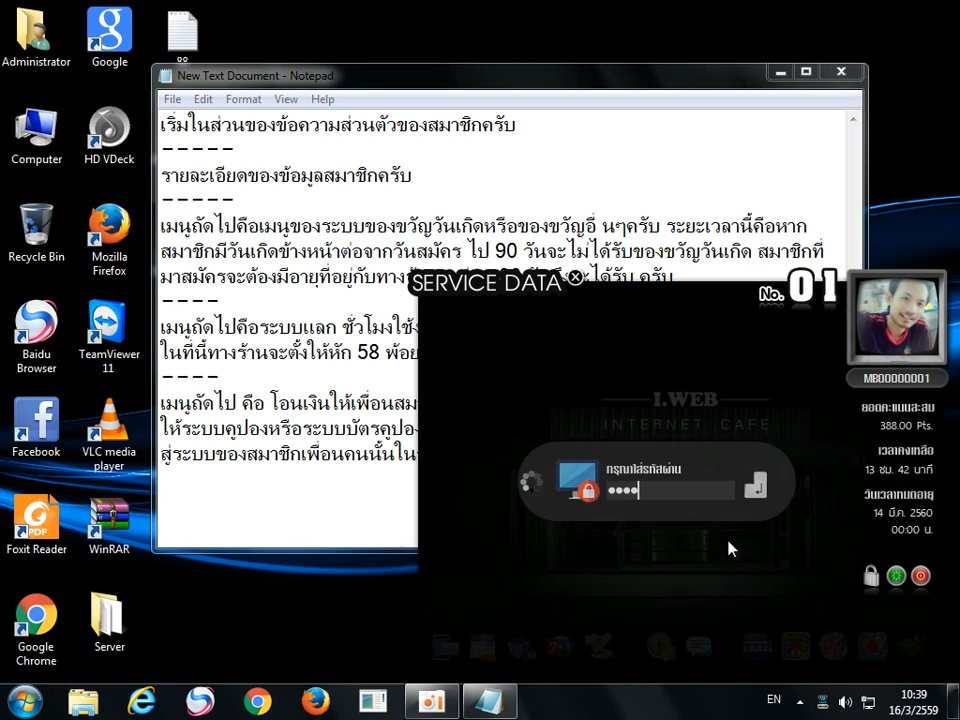 Administrator
Google
Computer
HD VDeck
Recycle Bin
Mozilla
Firefox
Baidu
Browser
TeamViewer
11
Facebook
VLC media
player
Foxit Reader
WinRAR
Google
Chrome
Server
New Text Document - Notepad
File Edit Format View Help
เริ่มในส่วนของข้อความส่วนตัวของสมาชิกครับ
-----
รายละเอียดของข้อมูลสมาชิกครับ
-----
เมนูถัดไปคือเมนูของระบบของขวัญวันเกิดหรือของขวัญอื่ นๆครับ ระยะเวลานี้คือหาก
สมาชิกมีวันเกิดข้างหน้าต่อจากวันสมัคร ไป 90 วันจะไม่ได้รับของขวัญวันเกิด สมาชิกที่
มาสมัครจะต้องมีอายุที่อยู่กับทาง ได้รับ ครับ
----
เมนูถัดไปคือระบบแลก ชั่วโมงใช้
ในที่นี้ทางร้านจะตั้งให้หัก 58 พ้อย
----
เมนูถัดไป คือ โอนเงินให้เพื่อนสม
ให้ระบบคูปองหรือระบบบัตรคูปอง
สู่ระบบของสมาชิกเพื่อนคนนั้นใน
SERVICE DATA
No. 01
I.WEB
INTERNET CAFE
กรุณาใส่รหัสผ่าน
MB00000001
ยอดคะแนนสะสม
388.00 Pts.
เวลาคงเหลือ
13 ชม. 42 นาที
วันเวลาหมดอายุ
14 มี.ค. 2560
00:00 น.
EN
10:39
16/3/2559